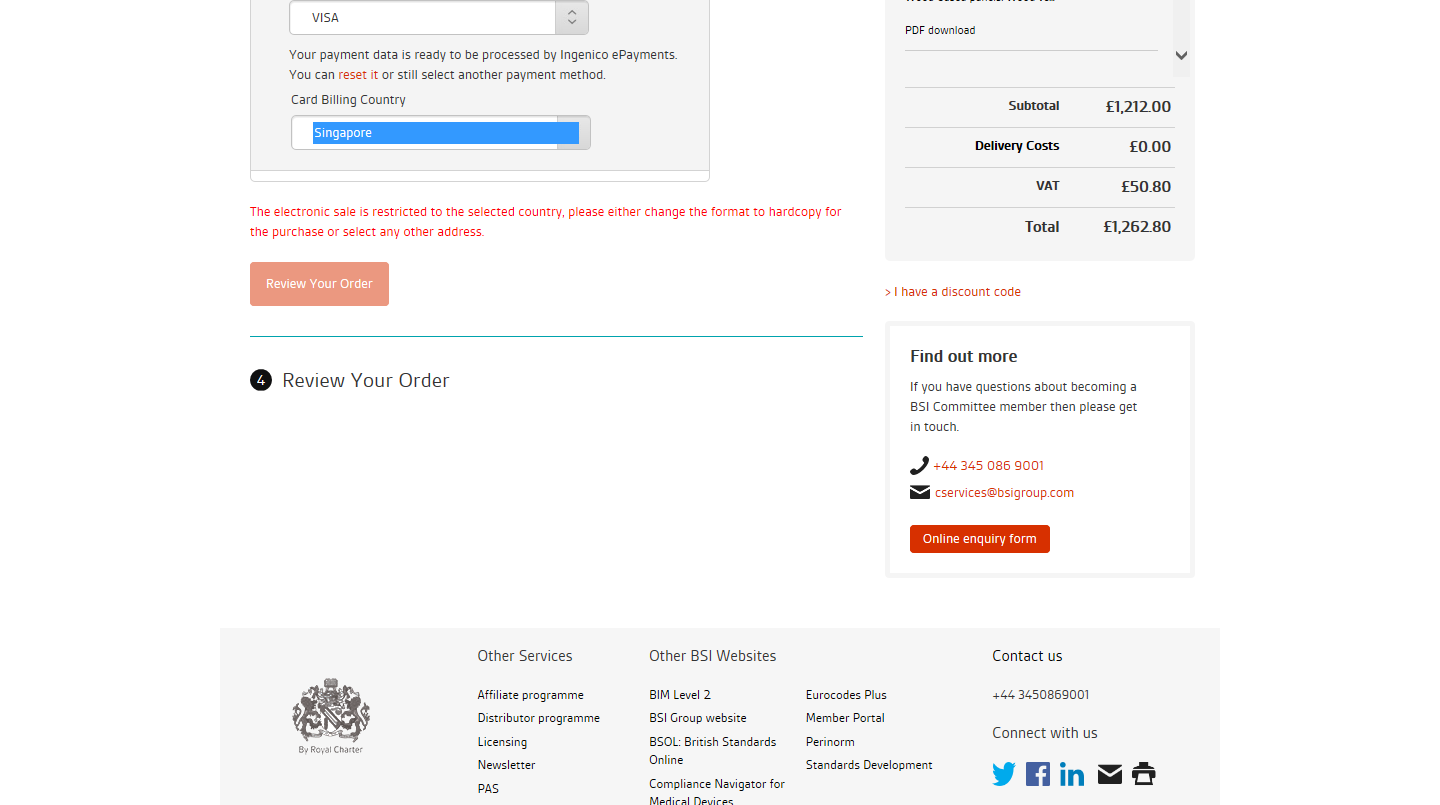 VISA
Your payment data is ready to be processed by Ingenico ePayments.
You can reset it or still select another payment method.
Card Billing Country
Singapore
The electronic sale is restricted to the selected country, please either change the format to hardcopy for
the purchase or select any other address.
Review Your Order
4 Review Your Order
PDF download
Subtotal £1,212.00
Delivery Costs £0.00
VAT £50.80
Total £1,262.80
> I have a discount code
Find out more
If you have questions about becoming a
BSI Committee member then please get
in touch.
+44 345 086 9001
cservices@bsigroup.com
Online enquiry form
By Royal Charter
Other Services
Affiliate programme
Distributor programme
Licensing
Newsletter
PAS
Other BSI Websites
BIM Level 2
BSI Group website
BSOL: British Standards
Online
Compliance Navigator for
Medical Devices
Eurocodes Plus
Member Portal
Perinorm
Standards Development
Contact us
+44 3450869001
Connect with us